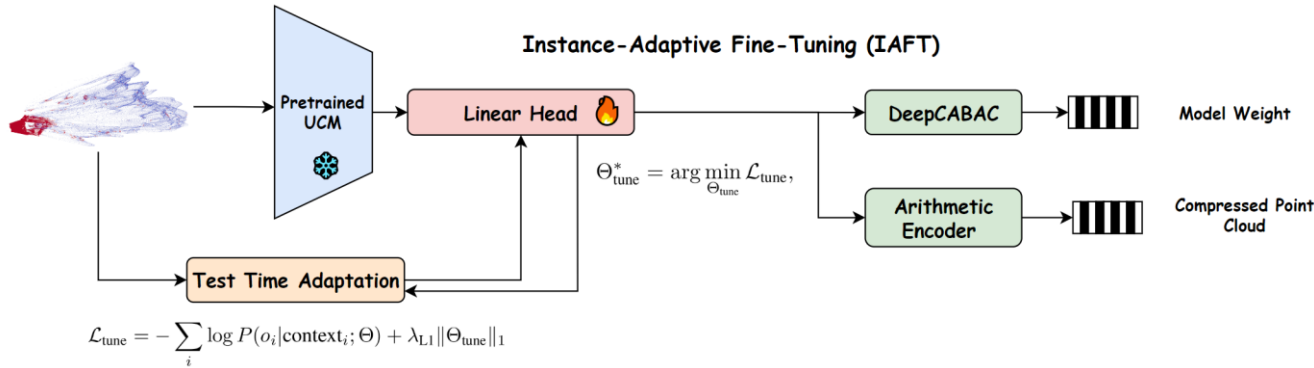 Instance-Adaptive Fine-Tuning (IAFT)
Pretrained
UCM
Linear Head
DeepCABAC
Model Weight
Θ*tune = arg min Θtune Ltune,
Arithmetic
Encoder
Compressed Point
Cloud
Test Time Adaptation
Ltune = − ∑i log P(oi|contexti; Θ) + λL1‖Θtune‖1